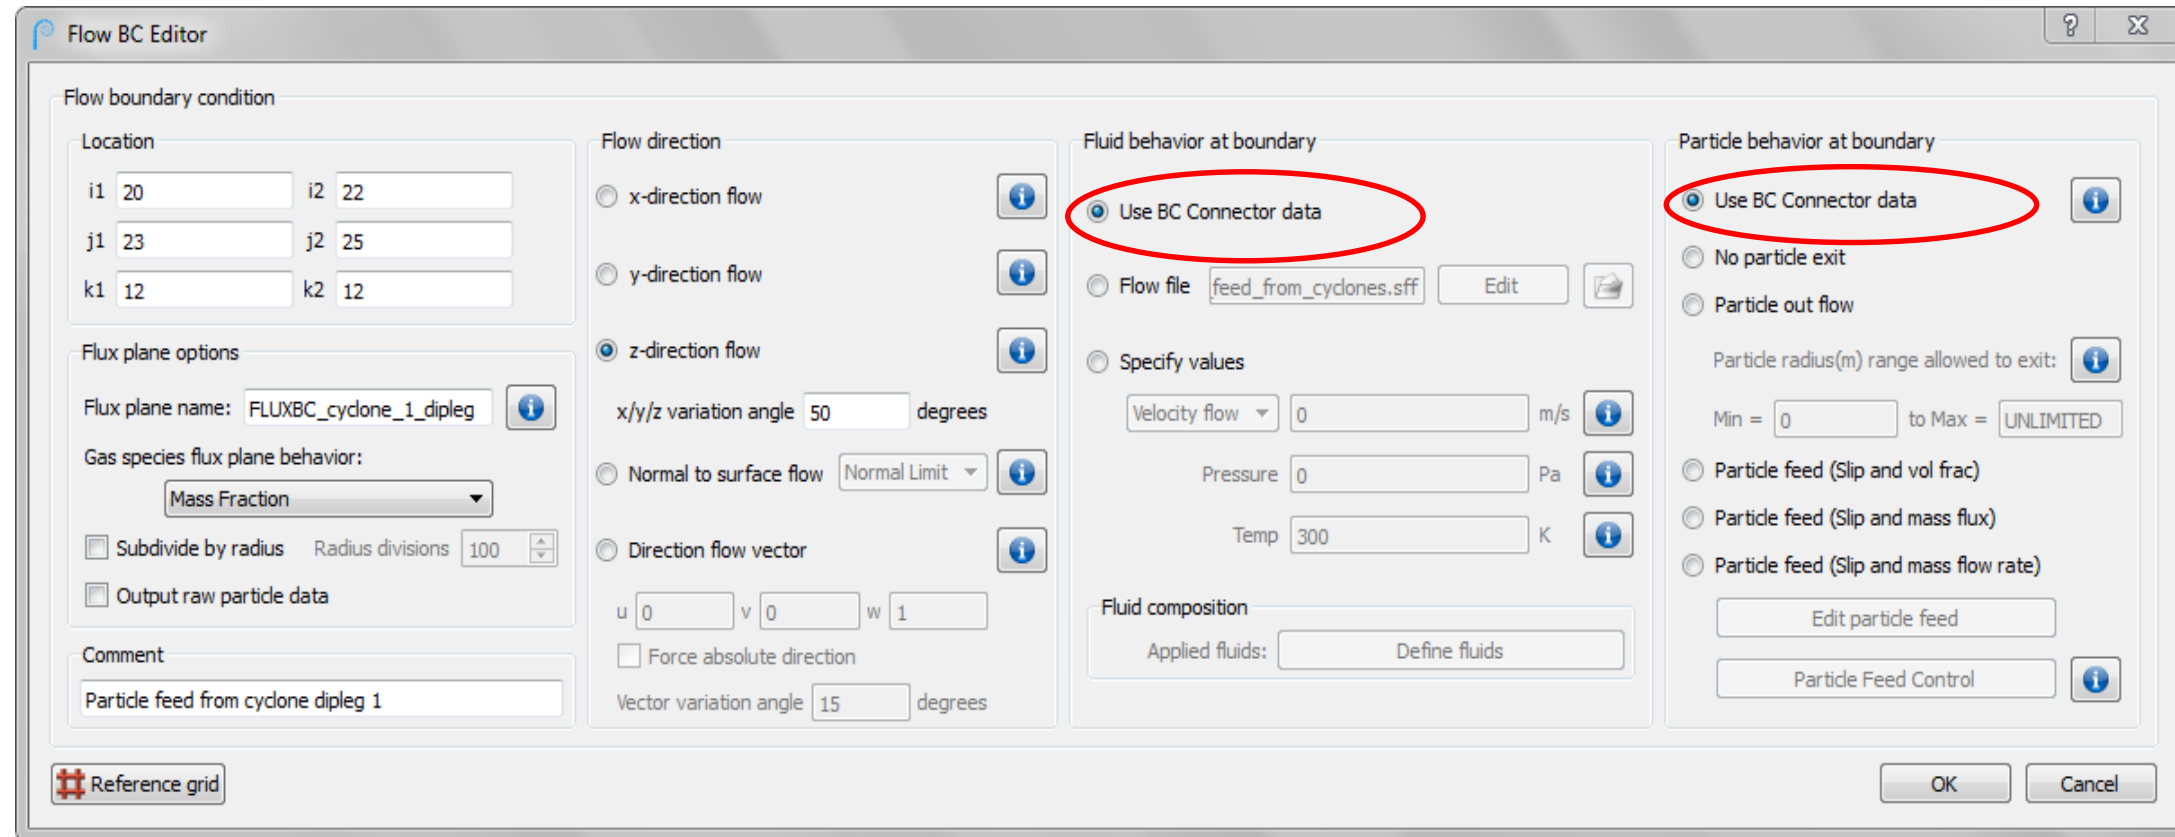 Flow BC Editor
Flow boundary condition
Location
i1 20 i2 22
j1 23 j2 25
k1 12 k2 12
Flux plane options
Flux plane name: FLUXBC_cyclone_1_dipleg
Gas species flux plane behavior:
Mass Fraction
Subdivide by radius Radius divisions 100
Output raw particle data
Comment
Particle feed from cyclone dipleg 1
Flow direction
x-direction flow
y-direction flow
z-direction flow
x/y/z variation angle 50 degrees
Normal to surface flow Normal Limit
Direction flow vector
u 0 v 0 w 1
Force absolute direction
Vector variation angle 15 degrees
Fluid behavior at boundary
Use BC Connector data
Flow file feed_from_cyclones.sff Edit
Specify values
Velocity flow 0 m/s
Pressure 0 Pa
Temp 300 K
Fluid composition
Applied fluids: Define fluids
Particle behavior at boundary
Use BC Connector data
No particle exit
Particle out flow
Particle radius(m) range allowed to exit:
Min = 0 to Max = UNLIMITED
Particle feed (Slip and vol frac)
Particle feed (Slip and mass flux)
Particle feed (Slip and mass flow rate)
Edit particle feed
Particle Feed Control
Reference grid
OK Cancel